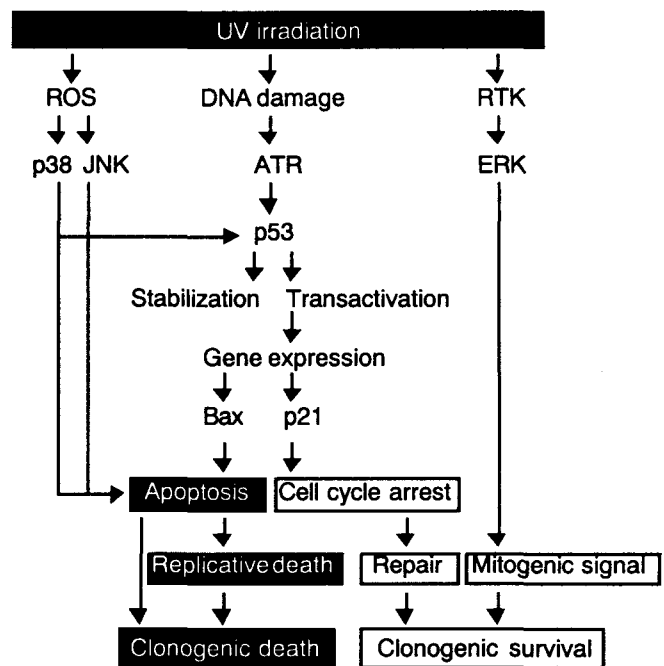 UV irradiation
ROS DNA damage RTK
p38 JNK ATR ERK
p53
Stabilization Transactivation
Gene expression
Bax p21
Apoptosis Cell cycle arrest
Replicative death Repair Mitogenic signal
Clonogenic death Clonogenic survival